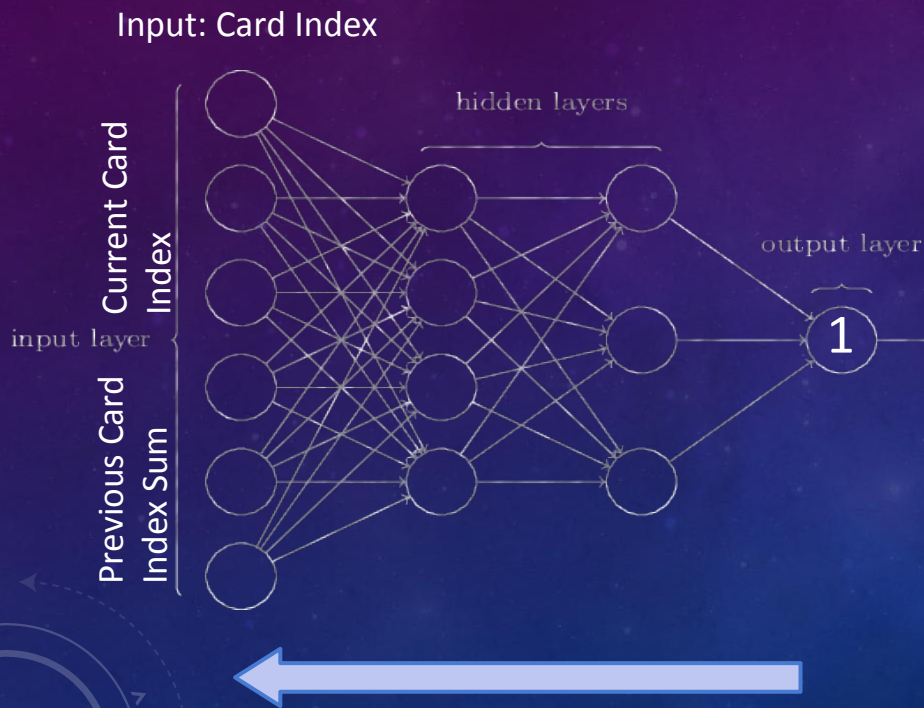 Input: Card Index
hidden layers
Current Card
Index
output layer
1
input layer
Previous Card
Index Sum